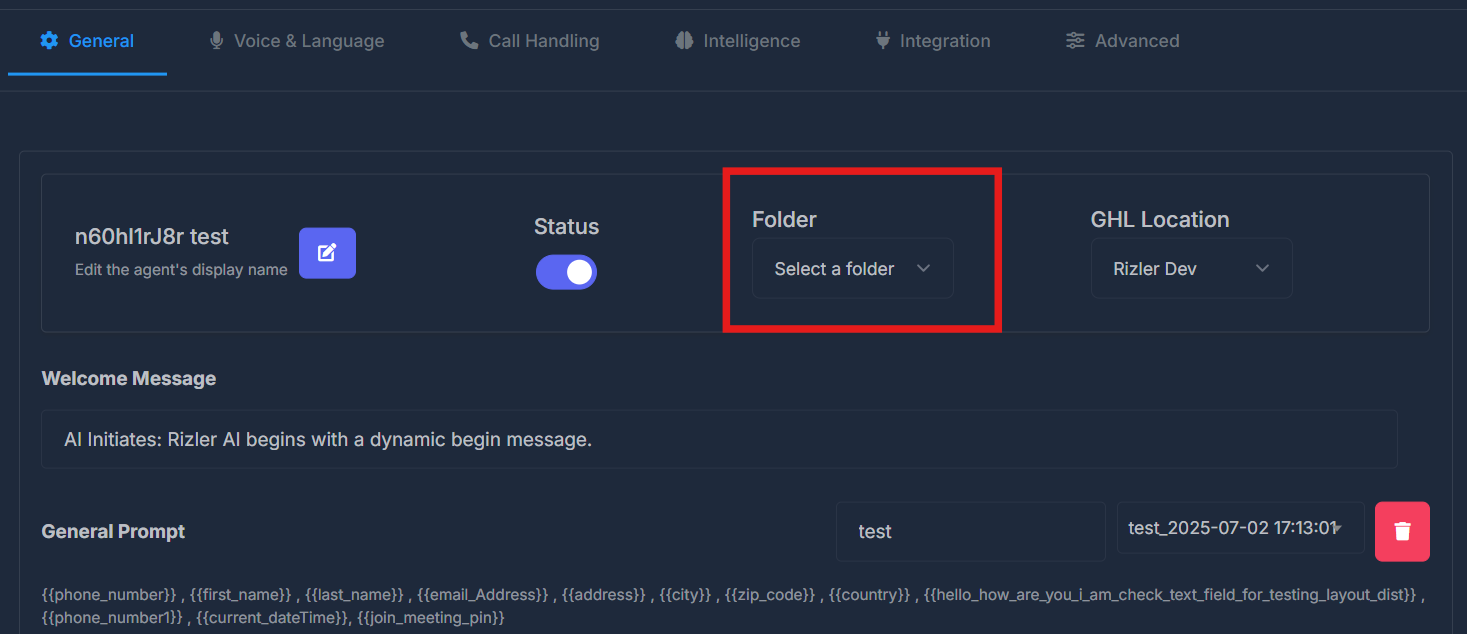 General Voice & Language Call Handling Intelligence Integration Advanced
n60hl1rJ8r test
Edit the agent's display name
Status
Folder
Select a folder
GHL Location
Rizler Dev
Welcome Message
AI Initiates: Rizler AI begins with a dynamic begin message.
General Prompt
test
test_2025-07-02 17:13:01
{{phone_number}} , {{first_name}} , {{last_name}} , {{email_Address}} , {{address}} , {{city}} , {{zip_code}} , {{country}} , {{hello_how_are_you_i_am_check_text_field_for_testing_layout_dist}} ,
{{phone_number1}} , {{current_dateTime}}, {{join_meeting_pin}}